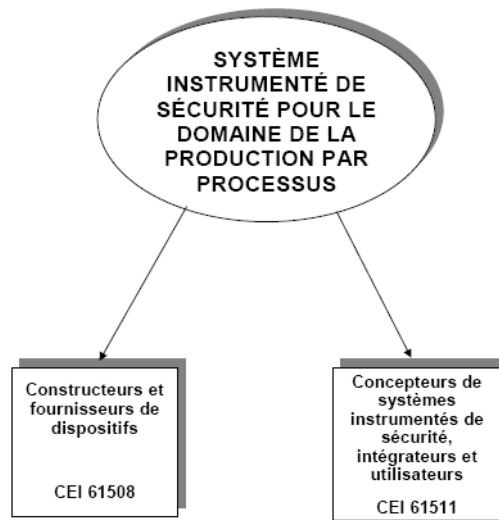 SYSTÈME
INSTRUMENTÉ DE
SÉCURITÉ POUR LE
DOMAINE DE LA
PRODUCTION PAR
PROCESSUS
Constructeurs et
fournisseurs de
dispositifs
CEI 61508
Concepteurs de
systèmes
instrumentés de
sécurité,
intégrateurs et
utilisateurs
CEI 61511